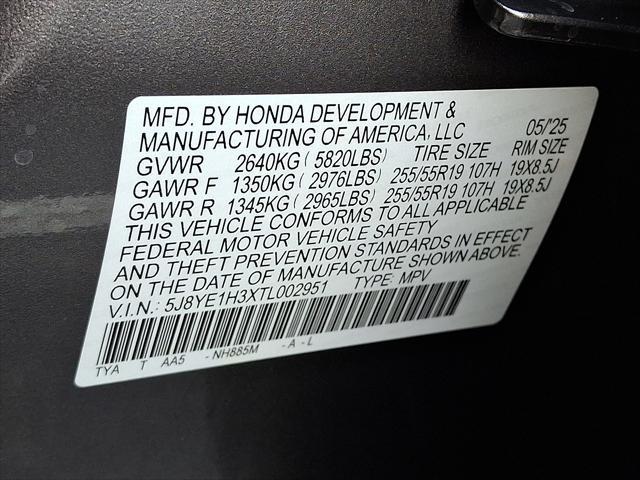 MFD. BY HONDA DEVELOPMENT &
MANUFACTURING OF AMERICA, LLC 05/'25
GVWR 2640KG ( 5820LBS) TIRE SIZE RIM SIZE
GAWR F 1350KG ( 2976LBS) 255/55R19 107H 19X8.5J
GAWR R 1345KG ( 2965LBS) 255/55R19 107H 19X8.5J
THIS VEHICLE CONFORMS TO ALL APPLICABLE
FEDERAL MOTOR VEHICLE SAFETY
AND THEFT PREVENTION STANDARDS IN EFFECT
ON THE DATE OF MANUFACTURE SHOWN ABOVE.
V.I.N.: 5J8YE1H3XTL002951 TYPE: MPV
TYA T AA5 - NH885M - A - L